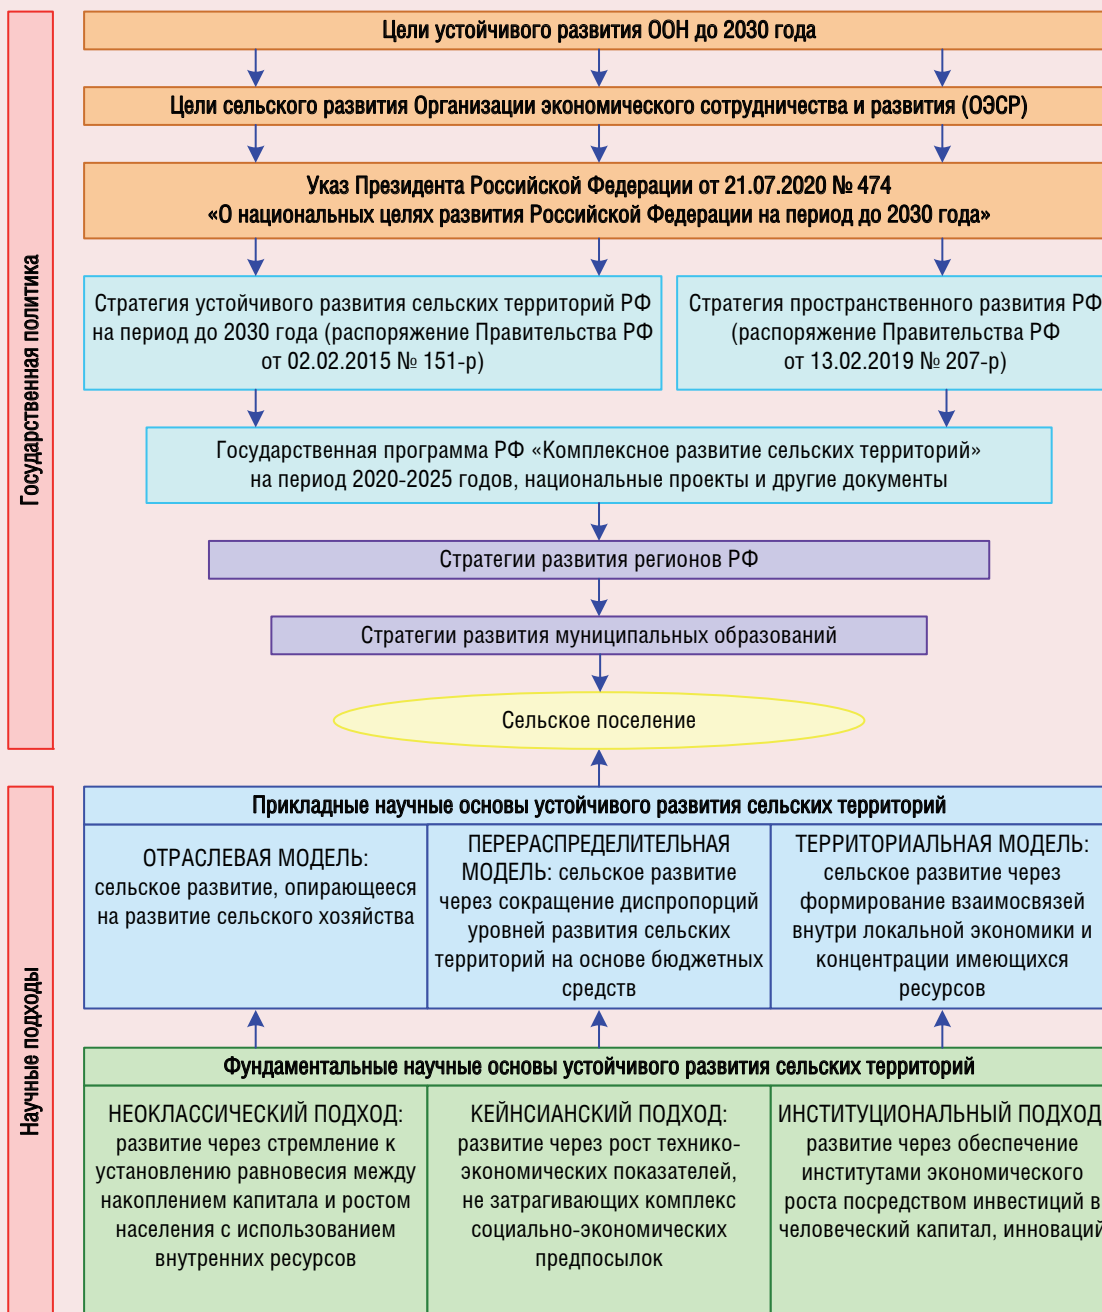 Государственная политика
Цели устойчивого развития ООН до 2030 года
Цели сельского развития Организации экономического сотрудничества и развития (ОЭСР)
Указ Президента Российской Федерации от 21.07.2020 № 474
«О национальных целях развития Российской Федерации на период до 2030 года»
Стратегия устойчивого развития сельских территорий РФ
на период до 2030 года (распоряжение Правительства РФ
от 02.02.2015 № 151-р)
Стратегия пространственного развития РФ
(распоряжение Правительства РФ
от 13.02.2019 № 207-р)
Государственная программа РФ «Комплексное развитие сельских территорий»
на период 2020-2025 годов, национальные проекты и другие документы
Стратегии развития регионов РФ
Стратегии развития муниципальных образований
Сельское поселение
Научные подходы
Прикладные научные основы устойчивого развития сельских территорий
ОТРАСЛЕВАЯ МОДЕЛЬ:
сельское развитие, опирающееся
на развитие сельского хозяйства
ПЕРЕРАСПРЕДЕЛИТЕЛЬНАЯ
МОДЕЛЬ: сельское развитие
через сокращение диспропорций
уровней развития сельских
территорий на основе бюджетных
средств
ТЕРРИТОРИАЛЬНАЯ МОДЕЛЬ:
сельское развитие через
формирование взаимосвязей
внутри локальной экономики и
концентрации имеющихся
ресурсов
Фундаментальные научные основы устойчивого развития сельских территорий
НЕОКЛАССИЧЕСКИЙ ПОДХОД:
развитие через стремление к
установлению равновесия между
накоплением капитала и ростом
населения с использованием
внутренних ресурсов
КЕЙНСИАНСКИЙ ПОДХОД:
развитие через рост технико-
экономических показателей,
не затрагивающих комплекс
социально-экономических
предпосылок
ИНСТИТУЦИОНАЛЬНЫЙ ПОДХОД
развитие через обеспечение
институтами экономического
роста посредством инвестиций в
человеческий капитал, инноваций